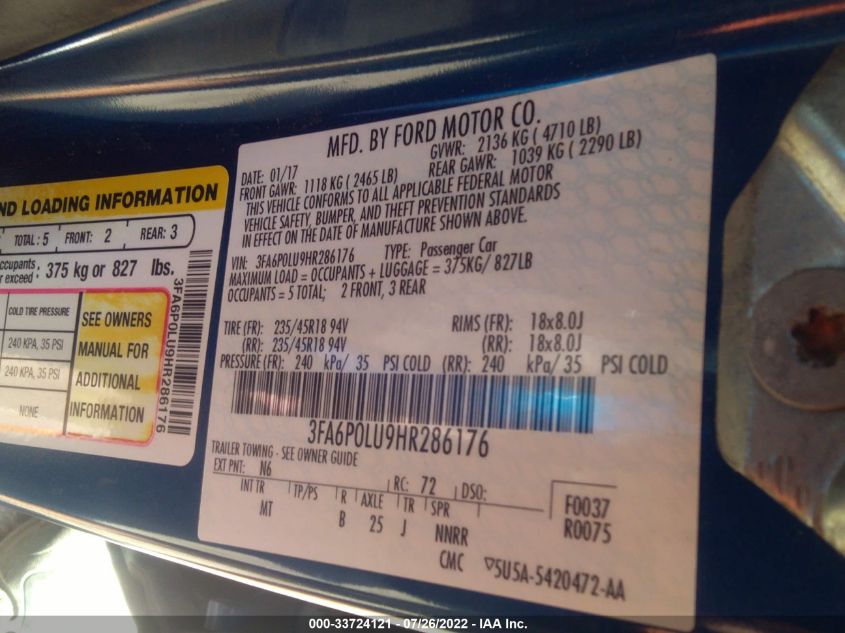 ND LOADING INFORMATION
TOTAL: 5 FRONT: 2 REAR: 3
ccupants
exceed 375 kg or 827 lbs.
COLD TIRE PRESSURE
240 KPA, 35 PSI
240 KPA, 35 PSI
NONE
SEE OWNERS
MANUAL FOR
ADDITIONAL
INFORMATION
3FA6P0LU9HR286176
MFD. BY FORD MOTOR CO.
DATE: 01/17 GVWR: 2136 KG ( 4710 LB)
FRONT GAWR: 1118 KG ( 2465 LB) REAR GAWR: 1039 KG ( 2290 LB)
THIS VEHICLE CONFORMS TO ALL APPLICABLE FEDERAL MOTOR
VEHICLE SAFETY, BUMPER, AND THEFT PREVENTION STANDARDS
IN EFFECT ON THE DATE OF MANUFACTURE SHOWN ABOVE.
VIN: 3FA6P0LU9HR286176 TYPE: Passenger Car
MAXIMUM LOAD = OCCUPANTS + LUGGAGE = 375KG/ 827LB
OCCUPANTS = 5 TOTAL; 2 FRONT, 3 REAR
TIRE (FR): 235/45R18 94V RIMS (FR): 18x8.0J
(RR): 235/45R18 94V (RR): 18x8.0J
PRESSURE (FR): 240 kPa/ 35 PSI COLD (RR): 240 kPa/ 35 PSI COLD
3FA6P0LU9HR286176
TRAILER TOWING - SEE OWNER GUIDE
EXT PNT: N6 RC: 72 DSO:
INT TR TP/PS R AXLE TR SPR
MT B 25 J NNRR
F0037
R0075
CMC ▽5U5A-5420472-AA
000-33724121 - 07/26/2022 - IAA Inc.